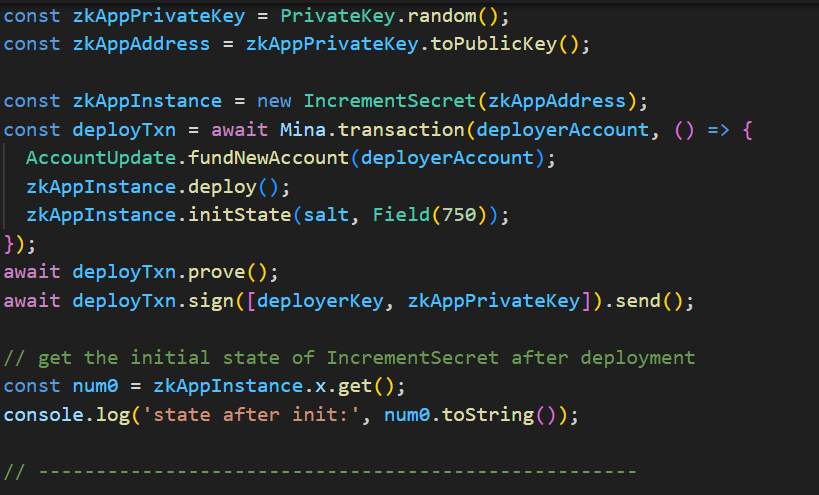 const zkAppPrivateKey = PrivateKey.random();
const zkAppAddress = zkAppPrivateKey.toPublicKey();

const zkAppInstance = new IncrementSecret(zkAppAddress);
const deployTxn = await Mina.transaction(deployerAccount, () => {
  AccountUpdate.fundNewAccount(deployerAccount);
  zkAppInstance.deploy();
  zkAppInstance.initState(salt, Field(750));
});
await deployTxn.prove();
await deployTxn.sign([deployerKey, zkAppPrivateKey]).send();

// get the initial state of IncrementSecret after deployment
const num0 = zkAppInstance.x.get();
console.log('state after init:', num0.toString());

// ----------------------------------------------------